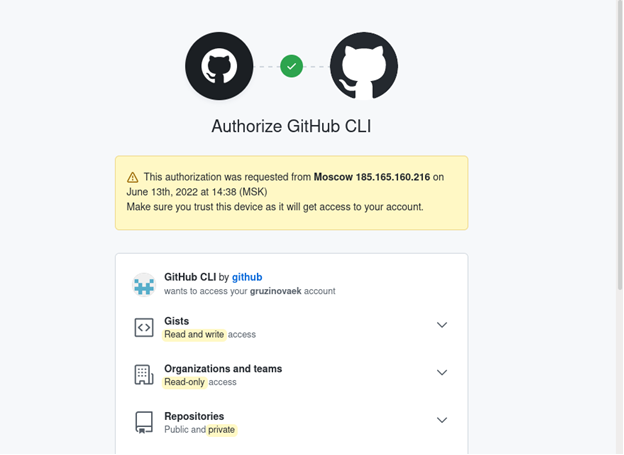 Authorize GitHub CLI
This authorization was requested from Moscow 185.165.160.216 on
June 13th, 2022 at 14:38 (MSK)
Make sure you trust this device as it will get access to your account.
GitHub CLI by github
wants to access your gruzinovaek account
Gists
Read and write access
Organizations and teams
Read-only access
Repositories
Public and private